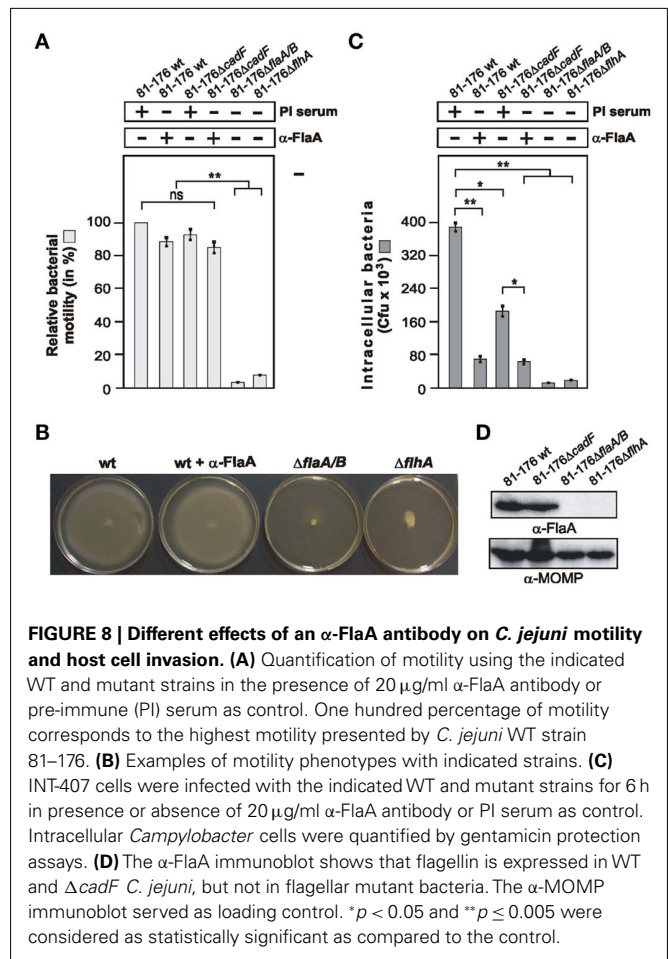 A
81-176 wt
81-176 wt
81-176ΔcadF
81-176ΔcadF
81-176ΔflaA/B
81-176ΔflhA
+ − + − − − PI serum
− + − + − − α-FlaA
**
ns
−
Relative bacterial
motility (in %)
100
80
60
40
20
0
C
81-176 wt
81-176 wt
81-176ΔcadF
81-176ΔcadF
81-176ΔflaA/B
81-176ΔflhA
+ − + − − − PI serum
− + − + − − α-FlaA
**
*
**
*
Intracellular bacteria
(Cfu x 10³)
400
320
240
160
80
0
B
wt
wt + α-FlaA
ΔflaA/B
ΔflhA
D
81-176 wt
81-176ΔcadF
81-176ΔflaA/B
81-176ΔflhA
α-FlaA
α-MOMP
FIGURE 8 | Different effects of an α-FlaA antibody on C. jejuni motility
and host cell invasion. (A) Quantification of motility using the indicated
WT and mutant strains in the presence of 20 μg/ml α-FlaA antibody or
pre-immune (PI) serum as control. One hundred percentage of motility
corresponds to the highest motility presented by C. jejuni WT strain
81–176. (B) Examples of motility phenotypes with indicated strains. (C)
INT-407 cells were infected with the indicated WT and mutant strains for 6 h
in presence or absence of 20 μg/ml α-FlaA antibody or PI serum as control.
Intracellular Campylobacter cells were quantified by gentamicin protection
assays. (D) The α-FlaA immunoblot shows that flagellin is expressed in WT
and ΔcadF C. jejuni, but not in flagellar mutant bacteria. The α-MOMP
immunoblot served as loading control. *p < 0.05 and **p ≤ 0.005 were
considered as statistically significant as compared to the control.